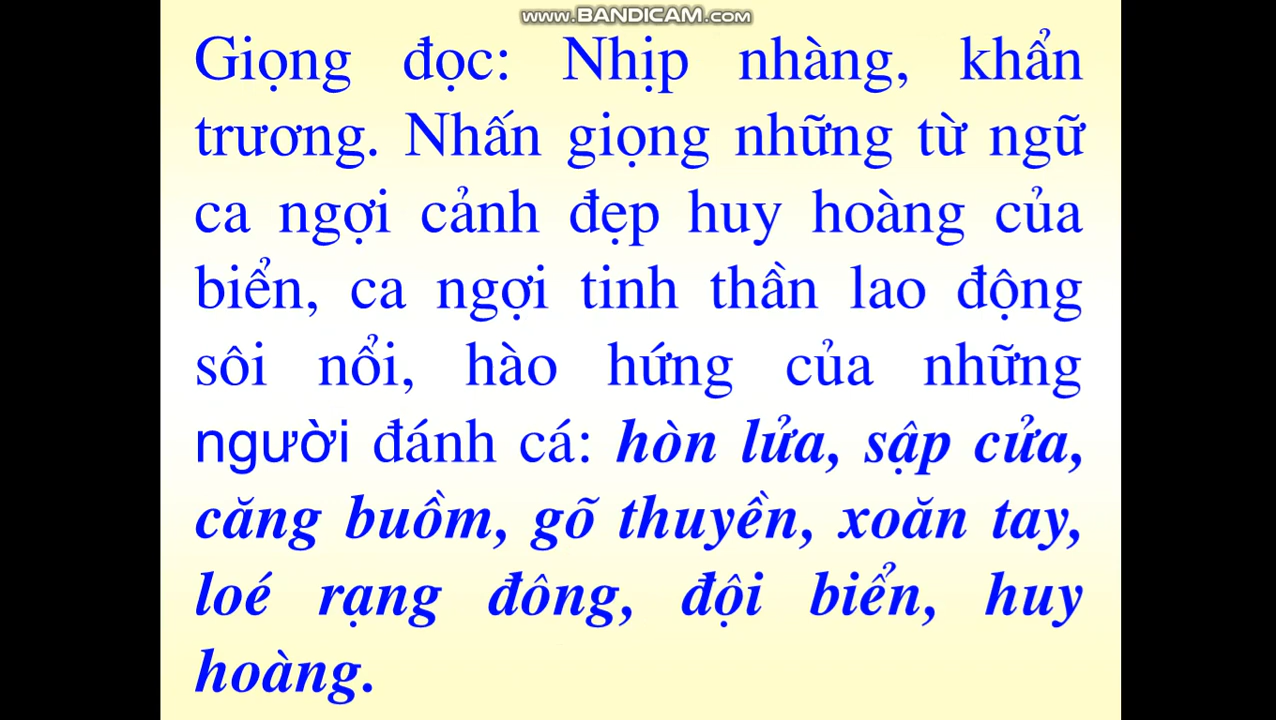 www.BANDICAM.com
Giọng đọc: Nhịp nhàng, khẩn
trương. Nhấn giọng những từ ngữ
ca ngợi cảnh đẹp huy hoàng của
biển, ca ngợi tinh thần lao động
sôi nổi, hào hứng của những
người đánh cá: hòn lửa, sập cửa,
căng buồm, gõ thuyền, xoăn tay,
loé rạng đông, đội biển, huy
hoàng.